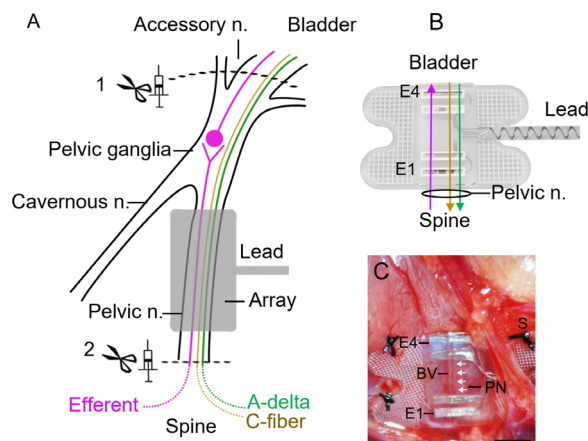 A
Accessory n.
Bladder
1
Pelvic ganglia
Cavernous n.
Lead
Pelvic n.
Array
2
Efferent
A-delta
C-fiber
Spine
B
Bladder
E4
Lead
E1
Pelvic n.
Spine
C
E4
S
BV
PN
E1